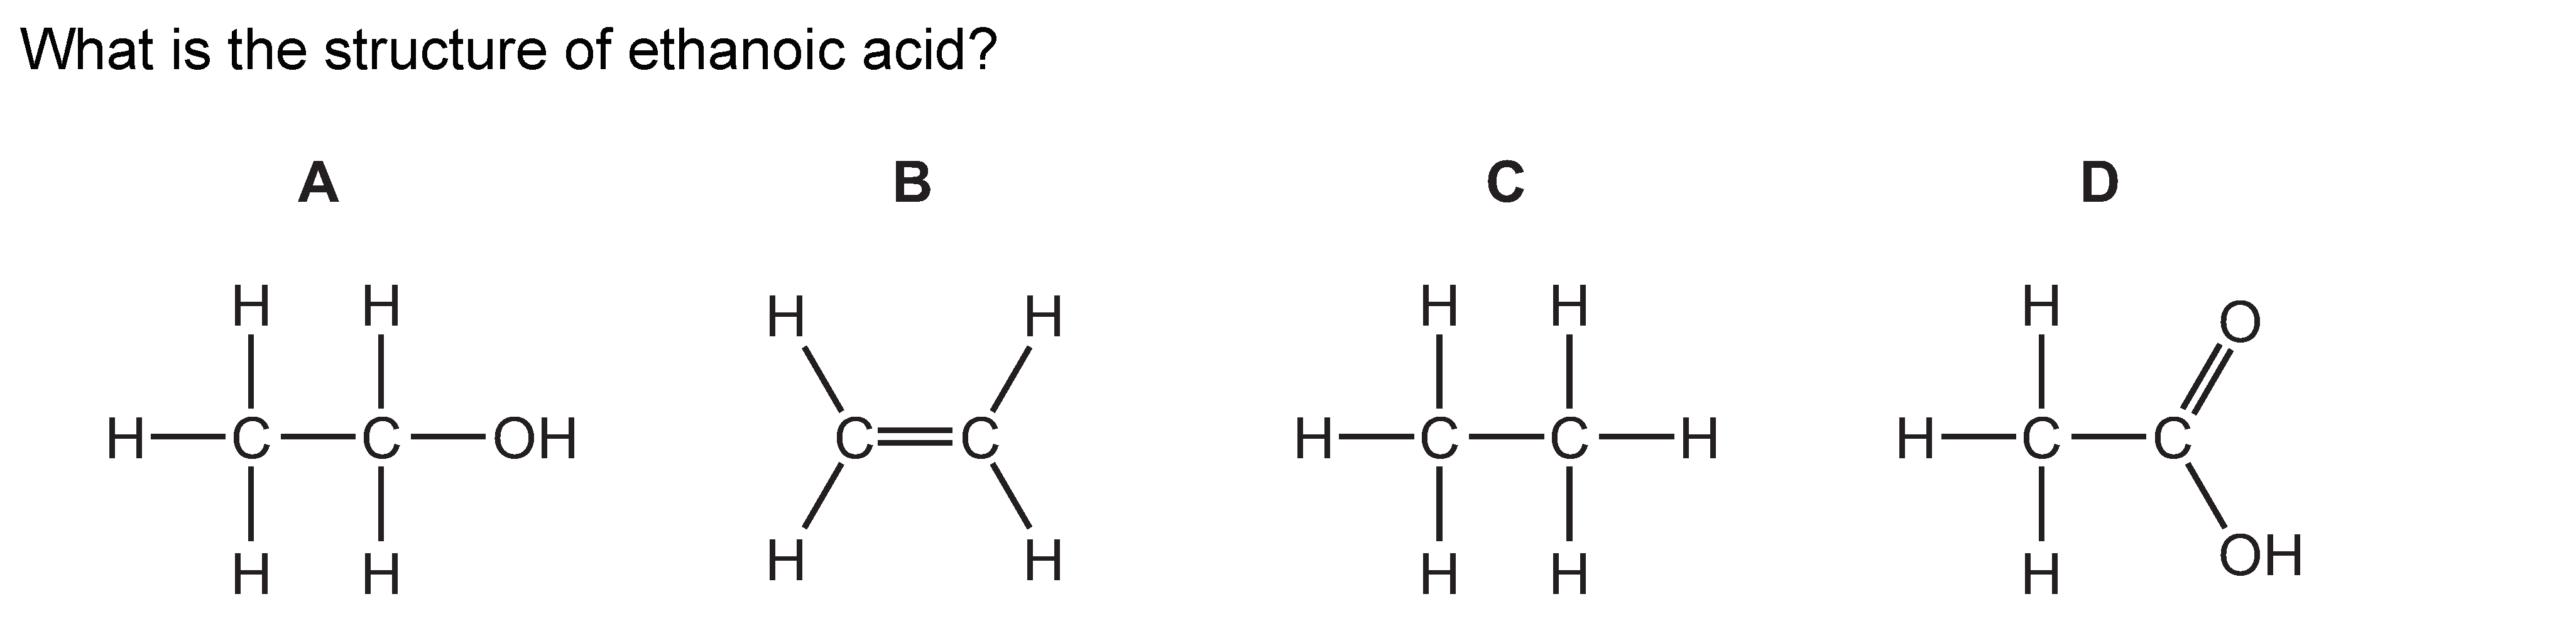 What is the structure of ethanoic acid?
A B C D
H H H H H H H O
H C C OH C C H C C H H C C
H H H H H H H OH